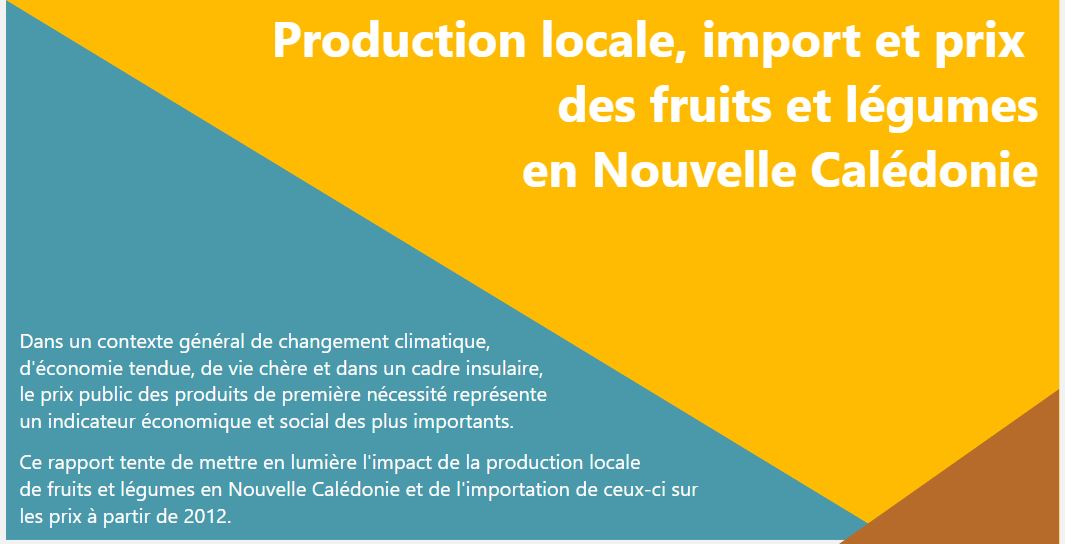 Production locale, import et prix
des fruits et légumes
en Nouvelle Calédonie
Dans un contexte général de changement climatique,
d'économie tendue, de vie chère et dans un cadre insulaire,
le prix public des produits de première nécessité représente
un indicateur économique et social des plus importants.
Ce rapport tente de mettre en lumière l'impact de la production locale
de fruits et légumes en Nouvelle Calédonie et de l'importation de ceux-ci sur
les prix à partir de 2012.